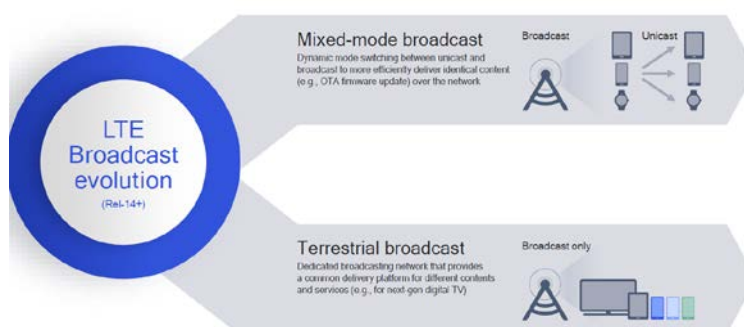 LTE
Broadcast
evolution
(Rel-14+)
Mixed-mode broadcast
Dynamic mode switching between unicast and
broadcast to more efficiently deliver identical content
(e.g., OTA firmware update) over the network
Broadcast
Unicast
Terrestrial broadcast
Dedicated broadcasting network that provides
a common delivery platform for different contents
and services (e.g., for next-gen digital TV)
Broadcast only